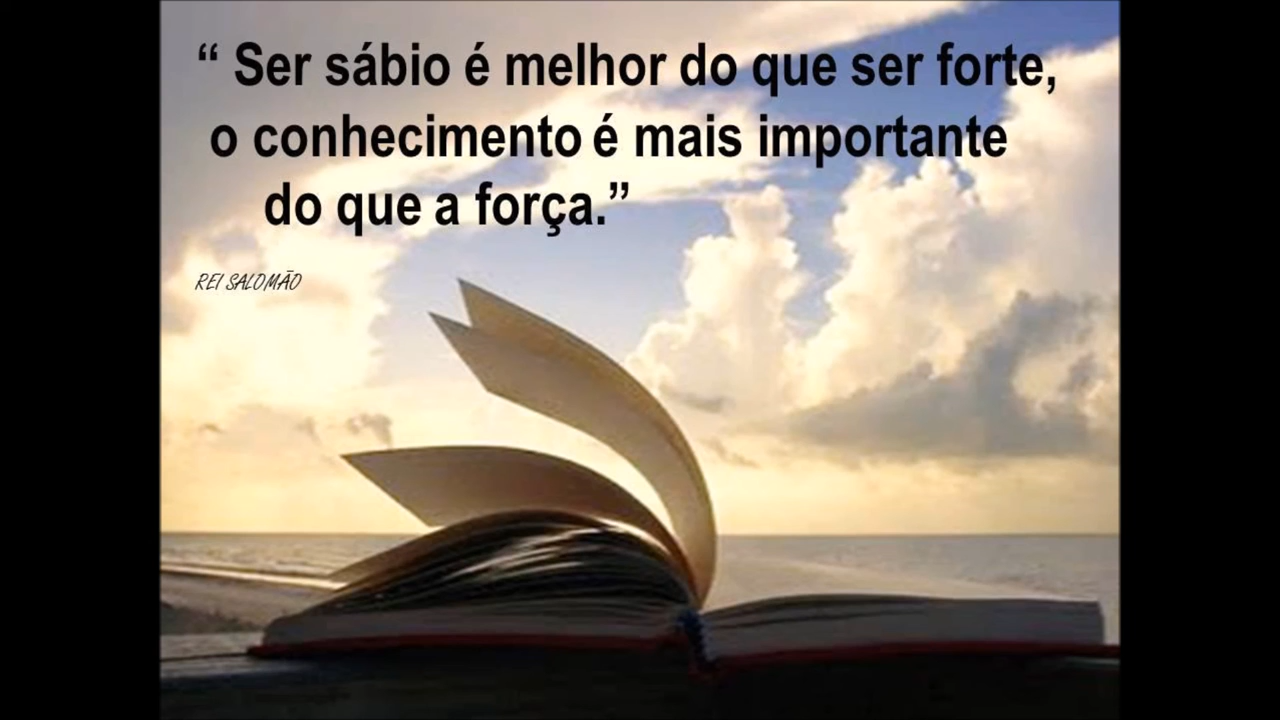 “ Ser sábio é melhor do que ser forte,
o conhecimento é mais importante
do que a força.”
REI SALOMÃO